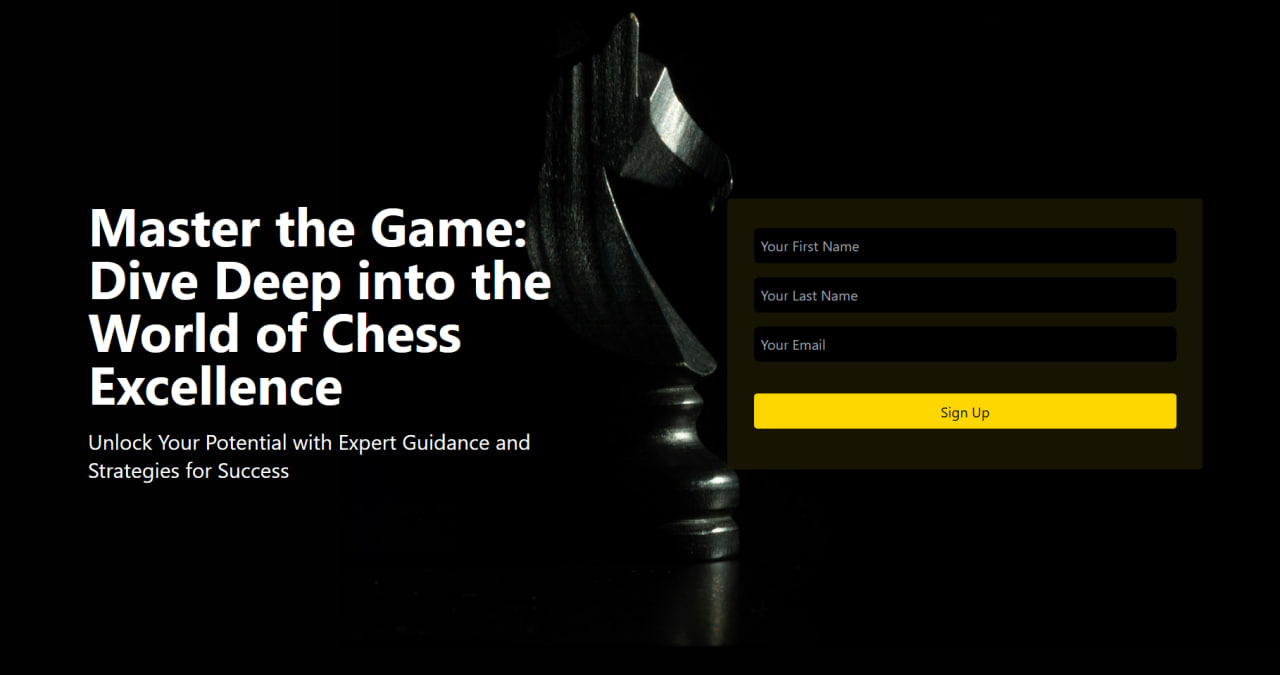 Master the Game:
Dive Deep into the
World of Chess
Excellence
Unlock Your Potential with Expert Guidance and
Strategies for Success
Your First Name
Your Last Name
Your Email
Sign Up